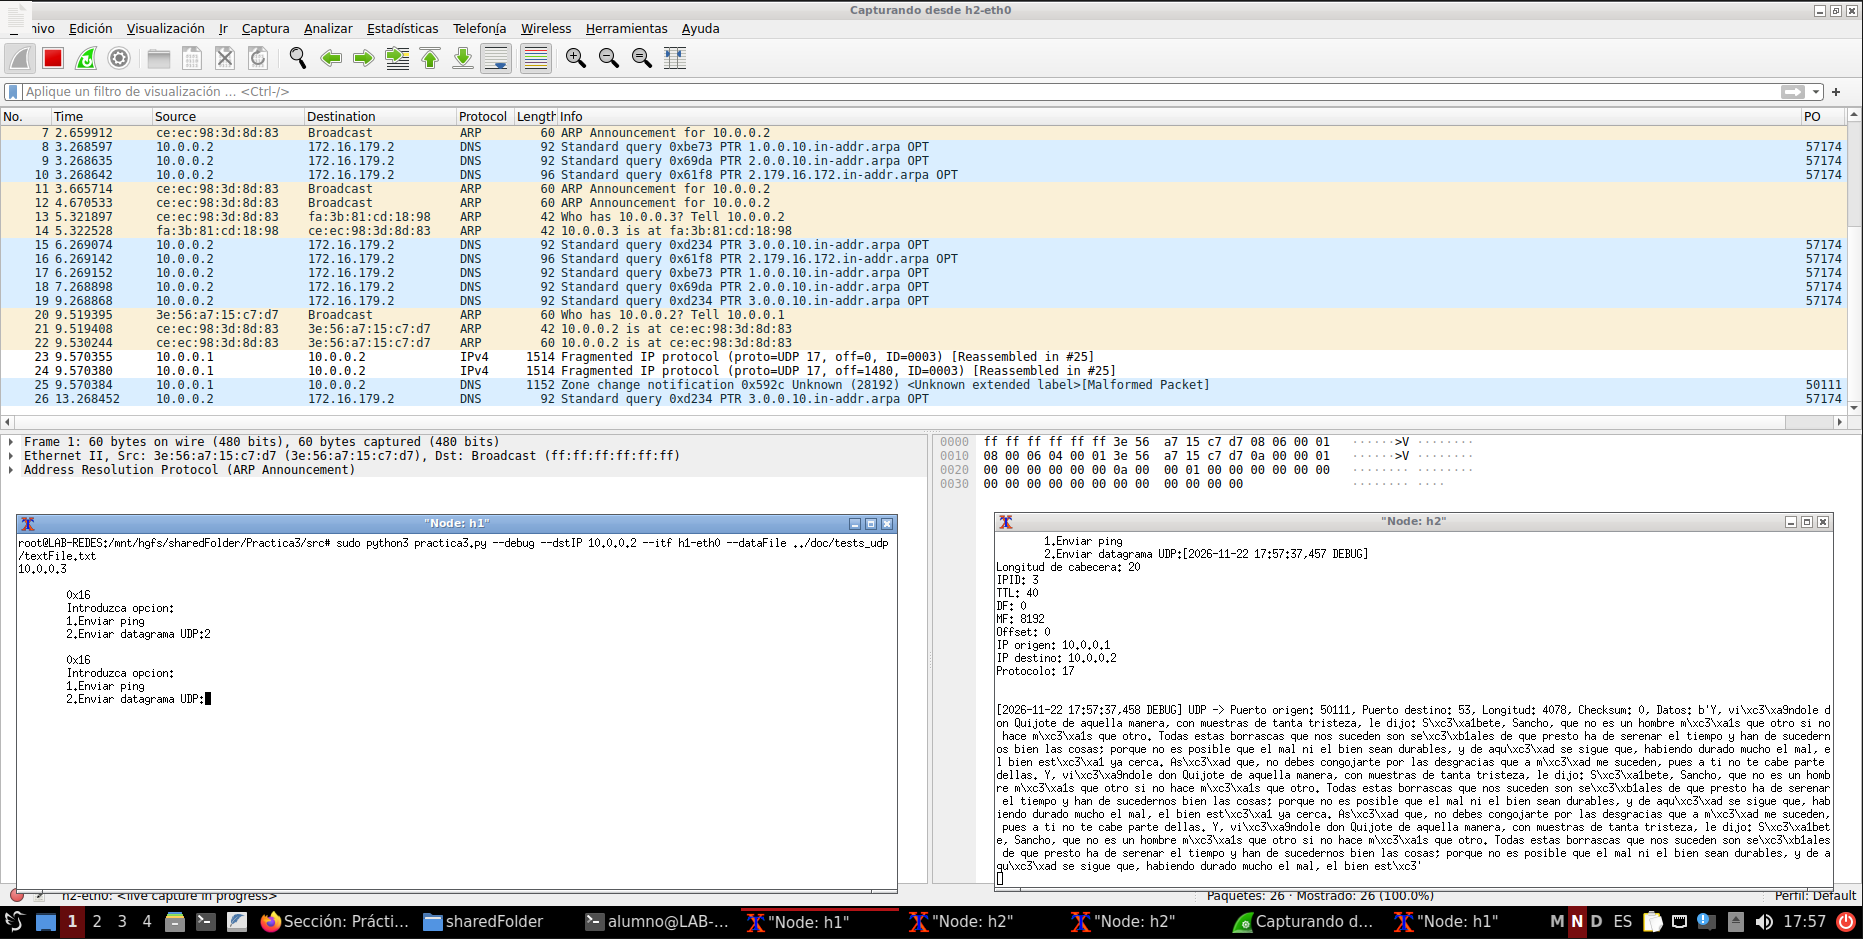 Capturando desde h2-eth0
hivo Edición Visualización Ir Captura Analizar Estadísticas Telefonía Wireless Herramientas Ayuda
Aplique un filtro de visualización … <Ctrl-/>
No. Time Source Destination Protocol Length Info PO
7 2.659912 ce:ec:98:3d:8d:83 Broadcast ARP 60 ARP Announcement for 10.0.0.2
8 3.268597 10.0.0.2 172.16.179.2 DNS 92 Standard query 0xbe73 PTR 1.0.0.10.in-addr.arpa OPT 57174
9 3.268635 10.0.0.2 172.16.179.2 DNS 92 Standard query 0x69da PTR 2.0.0.10.in-addr.arpa OPT 57174
10 3.268642 10.0.0.2 172.16.179.2 DNS 96 Standard query 0x61f8 PTR 2.179.16.172.in-addr.arpa OPT 57174
11 3.665714 ce:ec:98:3d:8d:83 Broadcast ARP 60 ARP Announcement for 10.0.0.2
12 4.670533 ce:ec:98:3d:8d:83 Broadcast ARP 60 ARP Announcement for 10.0.0.2
13 5.321897 ce:ec:98:3d:8d:83 fa:3b:81:cd:18:98 ARP 42 Who has 10.0.0.3? Tell 10.0.0.2
14 5.322528 fa:3b:81:cd:18:98 ce:ec:98:3d:8d:83 ARP 42 10.0.0.3 is at fa:3b:81:cd:18:98
15 6.269074 10.0.0.2 172.16.179.2 DNS 92 Standard query 0xd234 PTR 3.0.0.10.in-addr.arpa OPT 57174
16 6.269142 10.0.0.2 172.16.179.2 DNS 96 Standard query 0x61f8 PTR 2.179.16.172.in-addr.arpa OPT 57174
17 6.269152 10.0.0.2 172.16.179.2 DNS 92 Standard query 0xbe73 PTR 1.0.0.10.in-addr.arpa OPT 57174
18 7.268898 10.0.0.2 172.16.179.2 DNS 92 Standard query 0x69da PTR 2.0.0.10.in-addr.arpa OPT 57174
19 9.268868 10.0.0.2 172.16.179.2 DNS 92 Standard query 0xd234 PTR 3.0.0.10.in-addr.arpa OPT 57174
20 9.519395 3e:56:a7:15:c7:d7 Broadcast ARP 60 Who has 10.0.0.2? Tell 10.0.0.1
21 9.519408 ce:ec:98:3d:8d:83 3e:56:a7:15:c7:d7 ARP 42 10.0.0.2 is at ce:ec:98:3d:8d:83
22 9.530244 ce:ec:98:3d:8d:83 3e:56:a7:15:c7:d7 ARP 60 10.0.0.2 is at ce:ec:98:3d:8d:83
23 9.570355 10.0.0.1 10.0.0.2 IPv4 1514 Fragmented IP protocol (proto=UDP 17, off=0, ID=0003) [Reassembled in #25]
24 9.570380 10.0.0.1 10.0.0.2 IPv4 1514 Fragmented IP protocol (proto=UDP 17, off=1480, ID=0003) [Reassembled in #25]
25 9.570384 10.0.0.1 10.0.0.2 DNS 1152 Zone change notification 0x592c Unknown (28192) <Unknown extended label>[Malformed Packet] 50111
26 13.268452 10.0.0.2 172.16.179.2 DNS 92 Standard query 0xd234 PTR 3.0.0.10.in-addr.arpa OPT 57174
Frame 1: 60 bytes on wire (480 bits), 60 bytes captured (480 bits)
Ethernet II, Src: 3e:56:a7:15:c7:d7 (3e:56:a7:15:c7:d7), Dst: Broadcast (ff:ff:ff:ff:ff:ff)
Address Resolution Protocol (ARP Announcement)
0000 ff ff ff ff ff ff 3e 56 a7 15 c7 d7 08 06 00 01 ······>V ········
0010 08 00 06 04 00 01 3e 56 a7 15 c7 d7 0a 00 00 01 ······>V ········
0020 00 00 00 00 00 00 0a 00 00 01 00 00 00 00 00 00 ········ ········
0030 00 00 00 00 00 00 00 00 00 00 00 00 ········ ····
"Node: h1"
root@LAB-REDES:/mnt/hgfs/sharedFolder/Practica3/src# sudo python3 practica3.py --debug --dstIP 10.0.0.2 --itf h1-eth0 --dataFile ../doc/tests_udp
/textFile.txt
10.0.0.3
0x16
Introduzca opcion:
1.Enviar ping
2.Enviar datagrama UDP:2
0x16
Introduzca opcion:
1.Enviar ping
2.Enviar datagrama UDP:
"Node: h2"
1.Enviar ping
2.Enviar datagrama UDP:[2026-11-22 17:57:37,457 DEBUG]
Longitud de cabecera: 20
IPID: 3
TTL: 40
DF: 0
MF: 8192
Offset: 0
IP origen: 10.0.0.1
IP destino: 10.0.0.2
Protocolo: 17
[2026-11-22 17:57:37,458 DEBUG] UDP -> Puerto origen: 50111, Puerto destino: 53, Longitud: 4078, Checksum: 0, Datos: b'Y, vi\xc3\xa9ndole d
on Quijote de aquella manera, con muestras de tanta tristeza, le dijo: S\xc3\xa1bete, Sancho, que no es un hombre m\xc3\xa1s que otro si no
 hace m\xc3\xa1s que otro. Todas estas borrascas que nos suceden son se\xc3\xb1ales de que presto ha de serenar el tiempo y han de sucedern
os bien las cosas; porque no es posible que el mal ni el bien sean durables, y de aqu\xc3\xad se sigue que, habiendo durado mucho el mal, e
l bien est\xc3\xa1 ya cerca. As\xc3\xad que, no debes congojarte por las desgracias que a m\xc3\xad me suceden, pues a ti no te cabe parte
dellas. Y, vi\xc3\xa9ndole don Quijote de aquella manera, con muestras de tanta tristeza, le dijo: S\xc3\xa1bete, Sancho, que no es un homb
re m\xc3\xa1s que otro si no hace m\xc3\xa1s que otro. Todas estas borrascas que nos suceden son se\xc3\xb1ales de que presto ha de serenar
 el tiempo y han de sucedernos bien las cosas; porque no es posible que el mal ni el bien sean durables, y de aqu\xc3\xad se sigue que, hab
iendo durado mucho el mal, el bien est\xc3\xa1 ya cerca. As\xc3\xad que, no debes congojarte por las desgracias que a m\xc3\xad me suceden,
 pues a ti no te cabe parte dellas. Y, vi\xc3\xa9ndole don Quijote de aquella manera, con muestras de tanta tristeza, le dijo: S\xc3\xa1bet
e, Sancho, que no es un hombre m\xc3\xa1s que otro si no hace m\xc3\xa1s que otro. Todas estas borrascas que nos suceden son se\xc3\xb1ales
 de que presto ha de serenar el tiempo y han de sucedernos bien las cosas; porque no es posible que el mal ni el bien sean durables, y de a
qu\xc3\xad se sigue que, habiendo durado mucho el mal, el bien est\xc3'
h2-eth0: <live capture in progress>
Paquetes: 26 · Mostrado: 26 (100.0%)
Perfil: Default
1 2 3 4 Sección: Prácti... sharedFolder alumno@LAB-... "Node: h1" "Node: h2" "Node: h2" Capturando d... "Node: h1" M N D ES 17:57